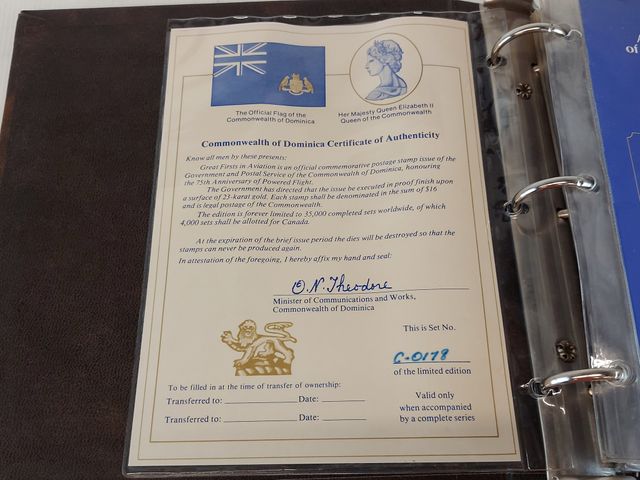 The Official Flag of the
Commonwealth of Dominica
Her Majesty Queen Elizabeth II
Queen of the Commonwealth
Commonwealth of Dominica Certificate of Authenticity
Know all men by these presents:
Great Firsts in Aviation is an official commemorative postage stamp issue of the
Government and Postal Service of the Commonwealth of Dominica, honouring
the 75th Anniversary of Powered Flight.
The Government has directed that the issue be executed in proof finish upon
a surface of 23-karat gold. Each stamp shall be denominated in the sum of $16
and is legal postage of the Commonwealth.
The edition is forever limited to 35,000 completed sets worldwide, of which
4,000 sets shall be allotted for Canada.
At the expiration of the brief issue period the dies will be destroyed so that the
stamps can never be produced again.
In attestation of the foregoing, I hereby affix my hand and seal:
O.N. Theodore
Minister of Communications and Works,
Commonwealth of Dominica
This is Set No.
C-0178
of the limited edition
To be filled in at the time of transfer of ownership:
Transferred to: Date:
Transferred to: Date:
Valid only
when accompanied
by a complete series
of